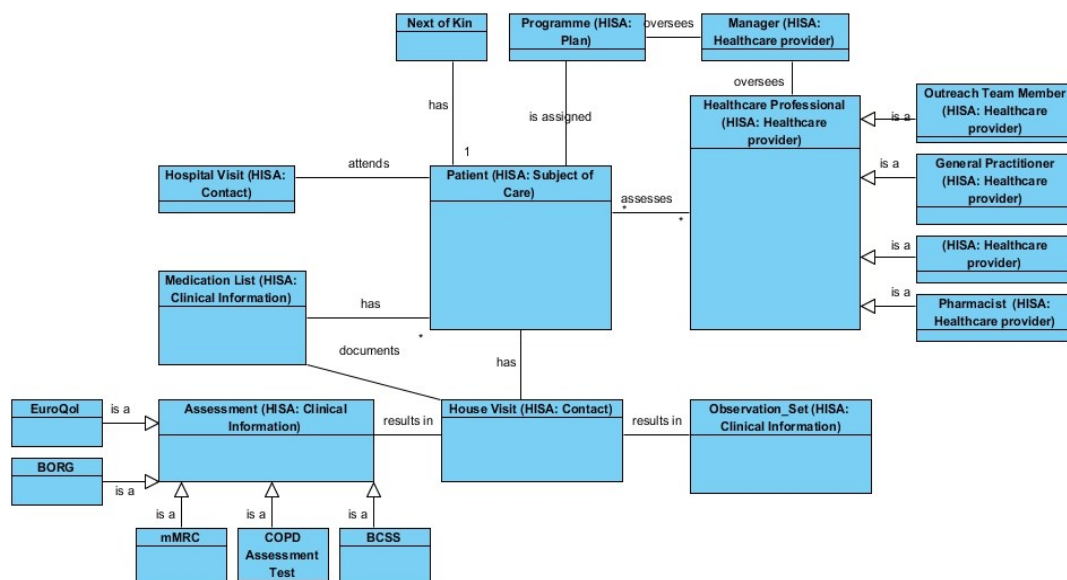 Next of Kin
Programme (HISA:
Plan)
oversees
Manager (HISA:
Healthcare provider)
has
is assigned
oversees
Healthcare Professional
(HISA: Healthcare
provider)
is a
Outreach Team Member
(HISA: Healthcare
provider)
is a
General Practitioner
(HISA: Healthcare
provider)
is a
(HISA: Healthcare
provider)
is a
Pharmacist (HISA:
Healthcare provider)
1
attends
Hospital Visit (HISA:
Contact)
Patient (HISA: Subject of
Care)
assesses
*
*
Medication List (HISA:
Clinical Information)
has
*
documents
has
EuroQol
is a
Assessment (HISA: Clinical
Information)
results in
House Visit (HISA: Contact)
results in
Observation_Set (HISA:
Clinical Information)
BORG
is a
is a
is a
is a
mMRC
COPD
Assessment
Test
BCSS